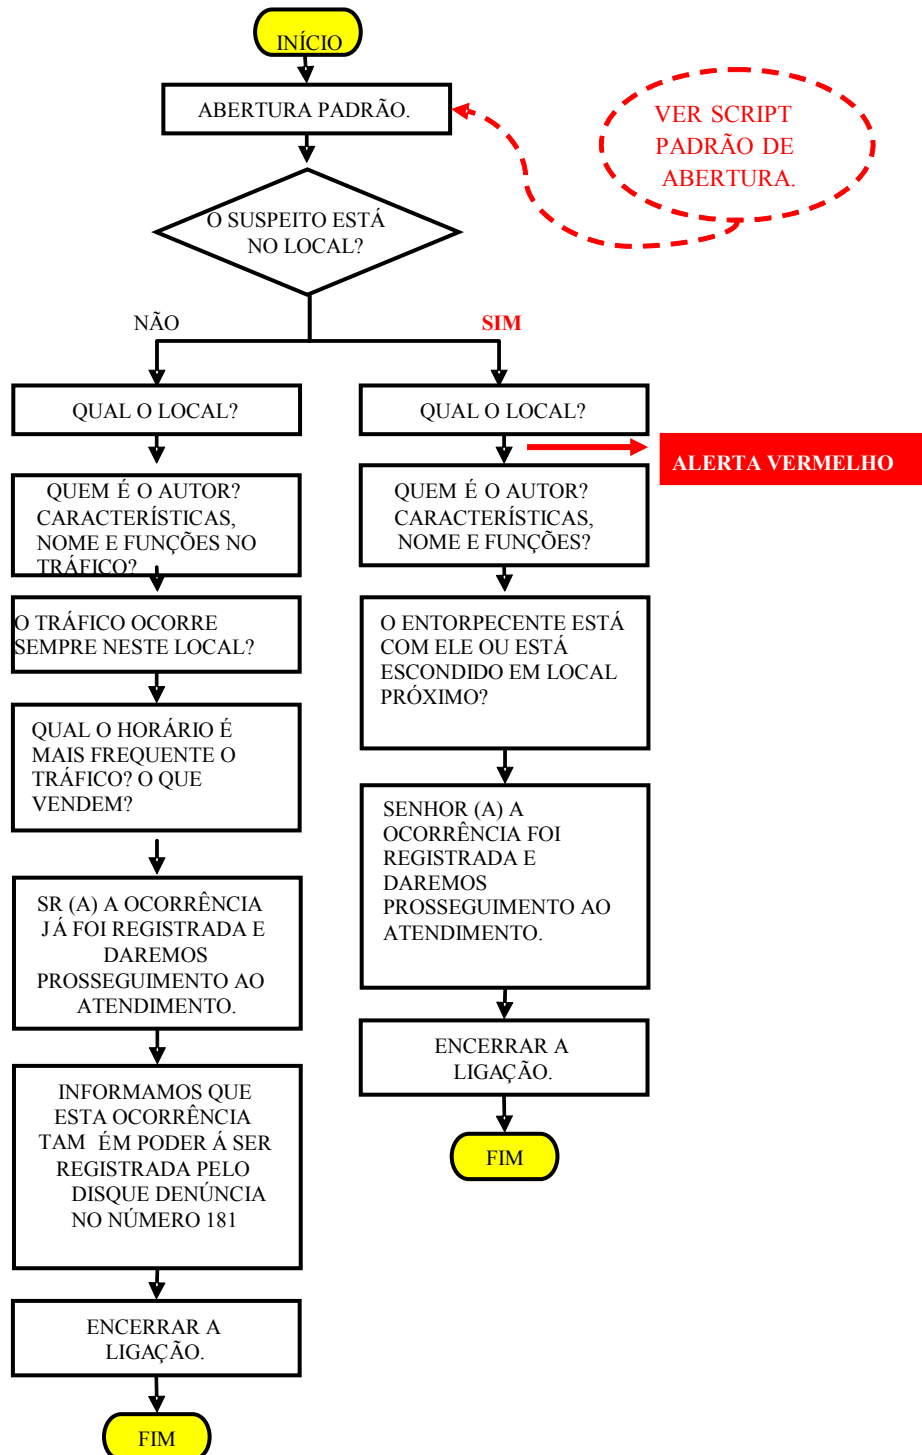 INÍCIO
ABERTURA PADRÃO.
VER SCRIPT
PADRÃO DE
ABERTURA.
O SUSPEITO ESTÁ
NO LOCAL?
NÃO
SIM
QUAL O LOCAL?
QUEM É O AUTOR?
CARACTERÍSTICAS,
NOME E FUNÇÕES NO
TRÁFICO?
O TRÁFICO OCORRE
SEMPRE NESTE LOCAL?
QUAL O HORÁRIO É
MAIS FREQUENTE O
TRÁFICO? O QUE
VENDEM?
SR (A) A OCORRÊNCIA
JÁ FOI REGISTRADA E
DAREMOS
PROSSEGUIMENTO AO
ATENDIMENTO.
INFORMAMOS QUE
ESTA OCORRÊNCIA
TAM ÉM PODER Á SER
REGISTRADA PELO
DISQUE DENÚNCIA
NO NÚMERO 181
ENCERRAR A
LIGAÇÃO.
FIM
QUAL O LOCAL?
ALERTA VERMELHO
QUEM É O AUTOR?
CARACTERÍSTICAS,
NOME E FUNÇÕES?
O ENTORPECENTE ESTÁ
COM ELE OU ESTÁ
ESCONDIDO EM LOCAL
PRÓXIMO?
SENHOR (A) A
OCORRÊNCIA FOI
REGISTRADA E
DAREMOS
PROSSEGUIMENTO AO
ATENDIMENTO.
ENCERRAR A
LIGAÇÃO.
FIM